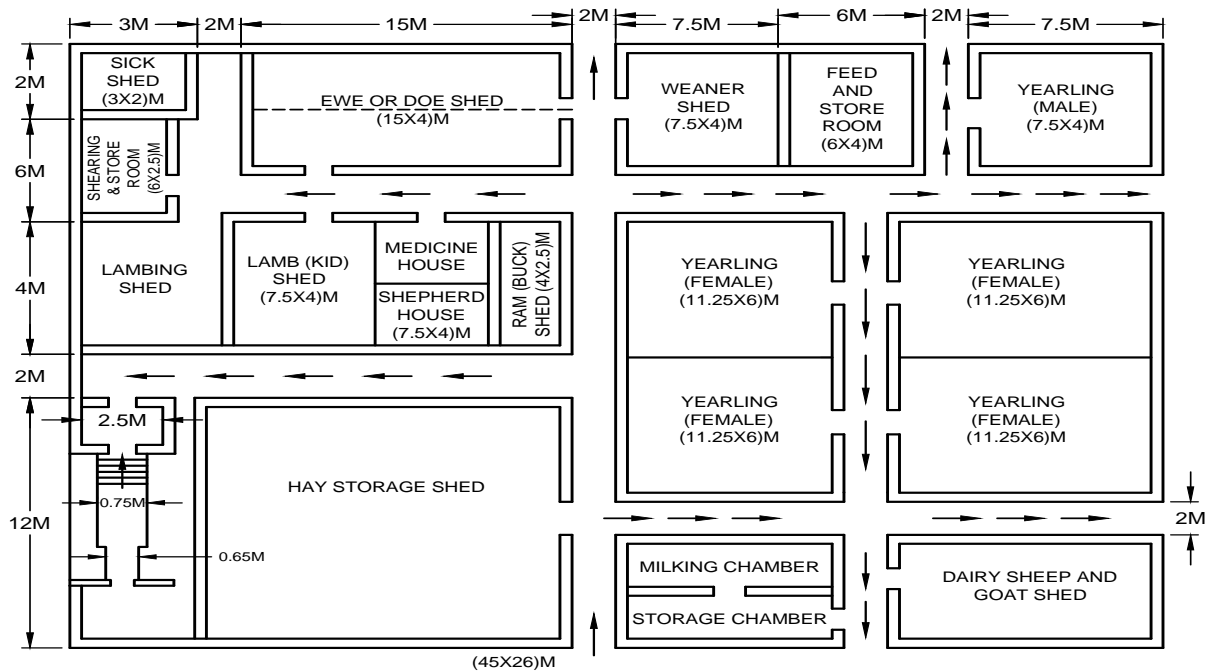 3M
2M
15M
2M
7.5M
6M
2M
7.5M
2M
6M
4M
2M
12M
SICK
SHED
(3X2)M
EWE OR DOE SHED
(15X4)M
WEANER
SHED
(7.5X4)M
FEED
AND
STORE
ROOM
(6X4)M
YEARLING
(MALE)
(7.5X4)M
SHEARING
& STORE
ROOM
(6X2.5)M
LAMBING
SHED
LAMB (KID)
SHED
(7.5X4)M
MEDICINE
HOUSE
SHEPHERD
HOUSE
(7.5X4)M
RAM (BUCK)
SHED (4X2.5)M
YEARLING
(FEMALE)
(11.25X6)M
YEARLING
(FEMALE)
(11.25X6)M
YEARLING
(FEMALE)
(11.25X6)M
YEARLING
(FEMALE)
(11.25X6)M
2.5M
0.75M
0.65M
HAY STORAGE SHED
2M
MILKING CHAMBER
STORAGE CHAMBER
DAIRY SHEEP AND
GOAT SHED
(45X26)M